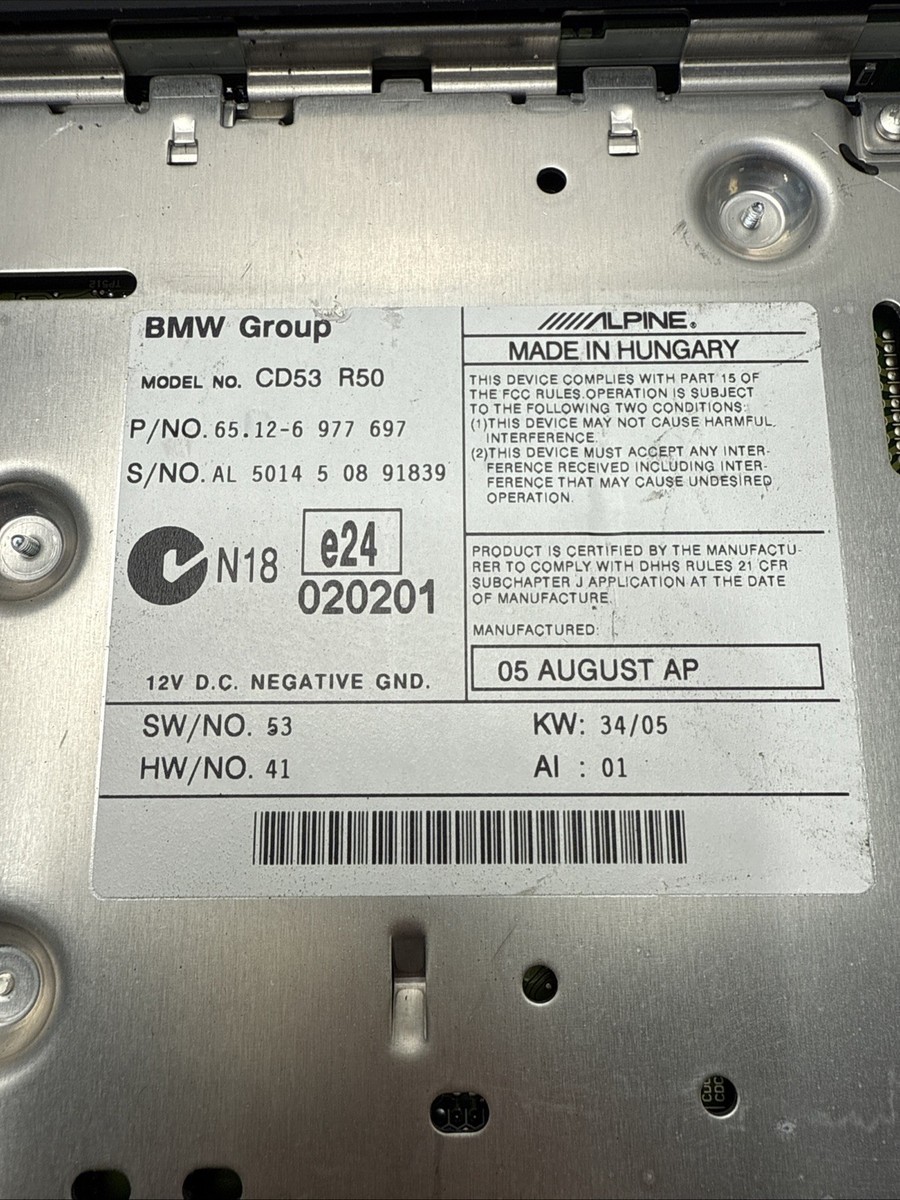 BMW Group
MODEL NO. CD53 R50
P/NO. 65.12-6 977 697
S/NO. AL 5014 5 08 91839
N18
e24
020201
12V D.C. NEGATIVE GND.
ALPINE®
MADE IN HUNGARY
THIS DEVICE COMPLIES WITH PART 15 OF
THE FCC RULES.OPERATION IS SUBJECT
TO THE FOLLOWING TWO CONDITIONS:
(1)THIS DEVICE MAY NOT CAUSE HARMFUL
INTERFERENCE.
(2)THIS DEVICE MUST ACCEPT ANY INTER-
FERENCE RECEIVED INCLUDING INTER-
FERENCE THAT MAY CAUSE UNDESIRED
OPERATION.
PRODUCT IS CERTIFIED BY THE MANUFACTU-
RER TO COMPLY WITH DHHS RULES 21 CFR
SUBCHAPTER J APPLICATION AT THE DATE
OF MANUFACTURE.
MANUFACTURED:
05 AUGUST AP
SW/NO. 53
KW: 34/05
HW/NO. 41
AI : 01
TP512
CDC
CDC